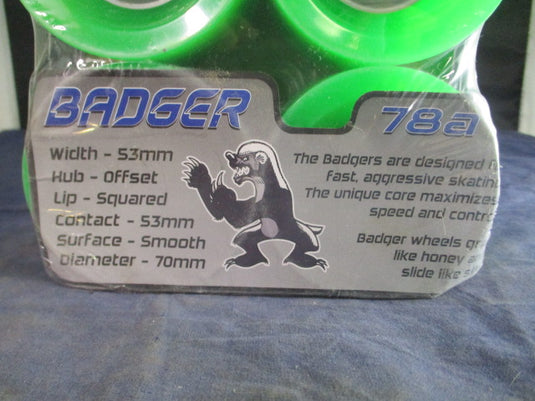 BADGER
78a
Width - 53mm
Hub - Offset
Lip - Squared
Contact - 53mm
Surface - Smooth
Diameter - 70mm
The Badgers are designed
fast, aggressive
The unique core maximizes
speed and
Badger wheels
like honey
slide like